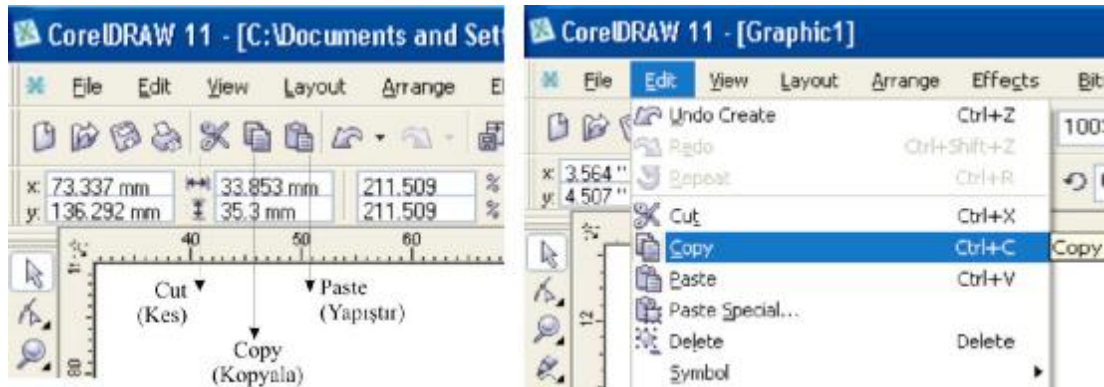 CorelDRAW 11 - [C:\Documents and Sett
File Edit View Layout Arrange E
x: 73.337 mm 33.853 mm 211.509 %
y: 136.292 mm 35.3 mm 211.509 %
40 50 60
Cut
(Kes)
Paste
(Yapıştır)
Copy
(Kopyala)
80
CorelDRAW 11 - [Graphic1]
File Edit View Layout Arrange Effects Bit
Undo Create Ctrl+Z
Redo Ctrl+Shift+Z
Repeat Ctrl+R
Cut Ctrl+X
Copy Ctrl+C
Paste Ctrl+V
Paste Special...
Delete Delete
Symbol
x: 3.564 "
y: 4.507 "
100
Copy
12